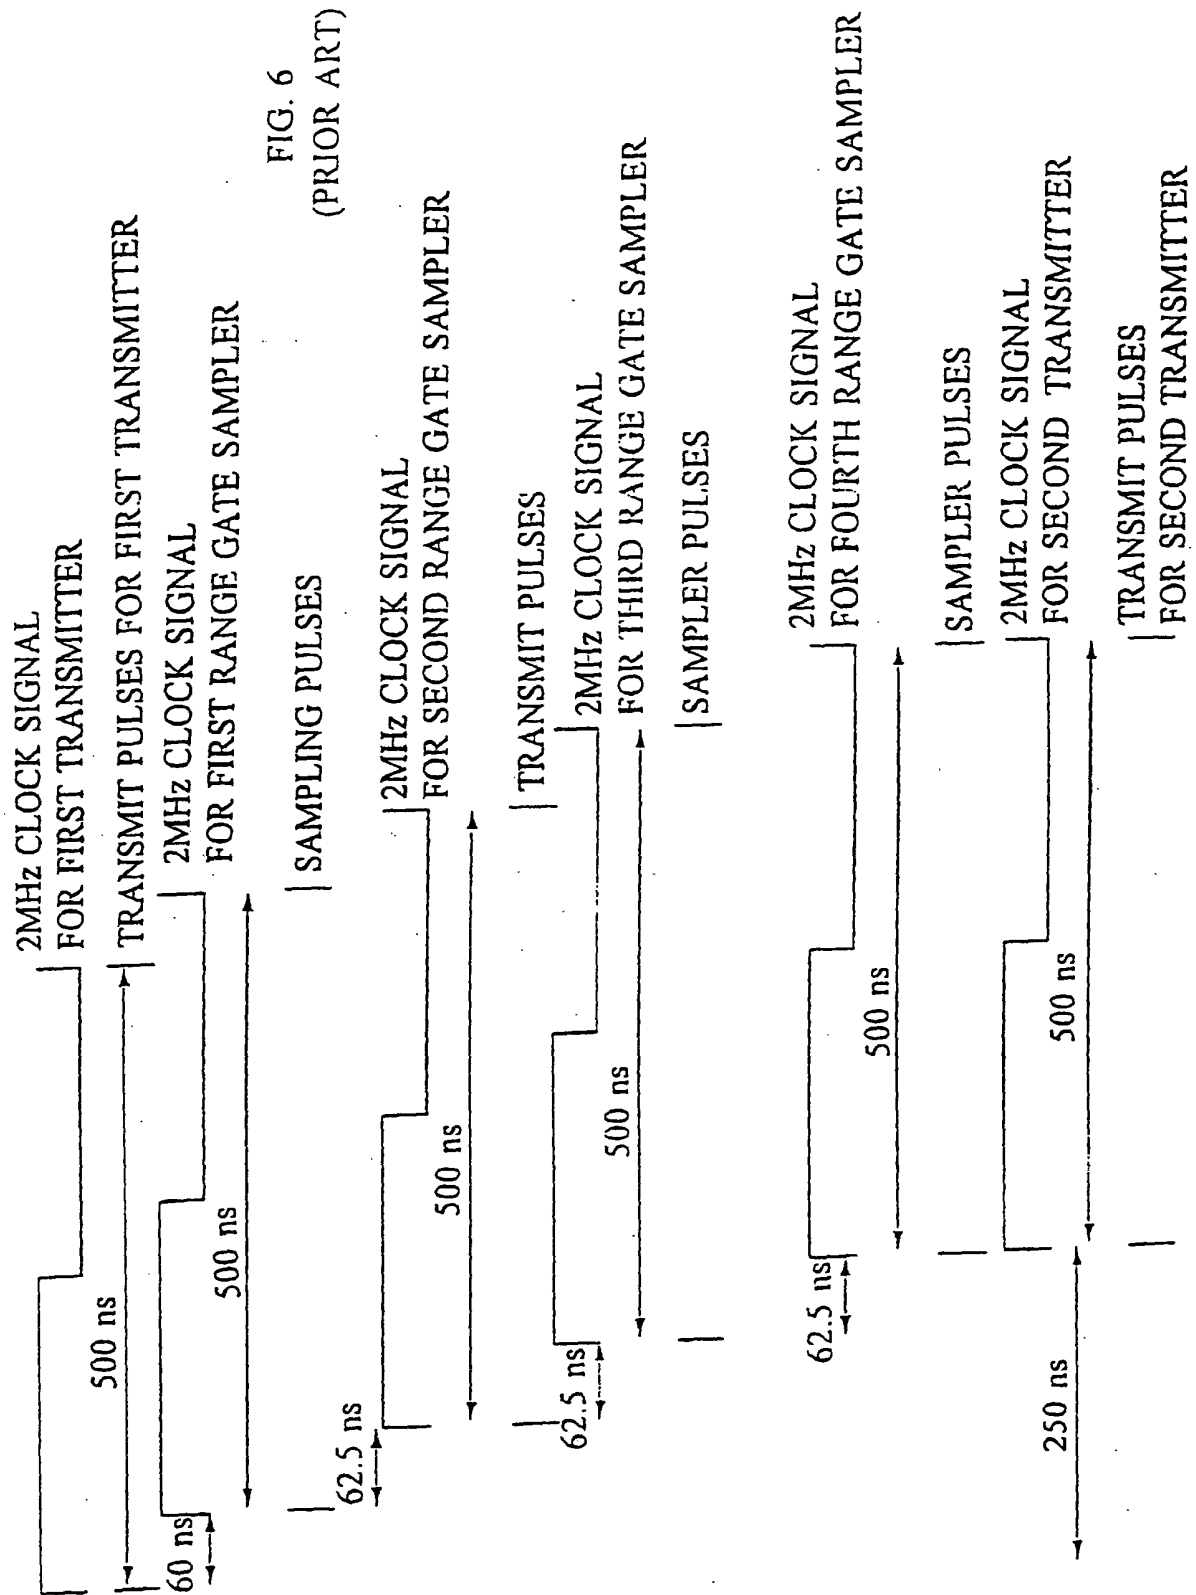 2MHz CLOCK SIGNAL
FOR FIRST TRANSMITTER
500 ns
TRANSMIT PULSES FOR FIRST TRANSMITTER
60 ns
2MHz CLOCK SIGNAL
FOR FIRST RANGE GATE SAMPLER
500 ns
SAMPLING PULSES
FIG. 6
(PRIOR ART)
62.5 ns
2MHz CLOCK SIGNAL
FOR SECOND RANGE GATE SAMPLER
500 ns
TRANSMIT PULSES
62.5 ns
2MHz CLOCK SIGNAL
FOR THIRD RANGE GATE SAMPLER
500 ns
SAMPLER PULSES
62.5 ns
2MHz CLOCK SIGNAL
FOR FOURTH RANGE GATE SAMPLER
500 ns
SAMPLER PULSES
2MHz CLOCK SIGNAL
FOR SECOND TRANSMITTER
250 ns
500 ns
TRANSMIT PULSES
FOR SECOND TRANSMITTER